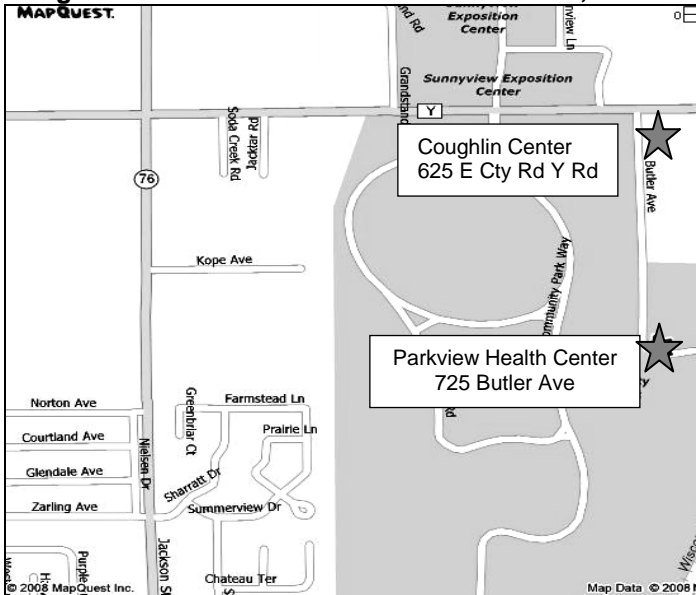 MAPQUEST.
Exposition
Center
Sunnyview Exposition
Center
Grandstand
Y
Soda Creek Rd
Jacklar Rd
Coughlin Center
625 E Cty Rd Y Rd
Butler Ave
76
Kope Ave
Community Park Way
Parkview Health Center
725 Butler Ave
Norton Ave
Courtland Ave
Glendale Ave
Zarling Ave
Nielsen Dr
Greenbriar Ct
Farmstead Ln
Prairie Ln
Sharratt Dr
Summerview Dr
Jackson
Chateau Ter
Purple
© 2008 MapQuest Inc.
Map Data © 2008